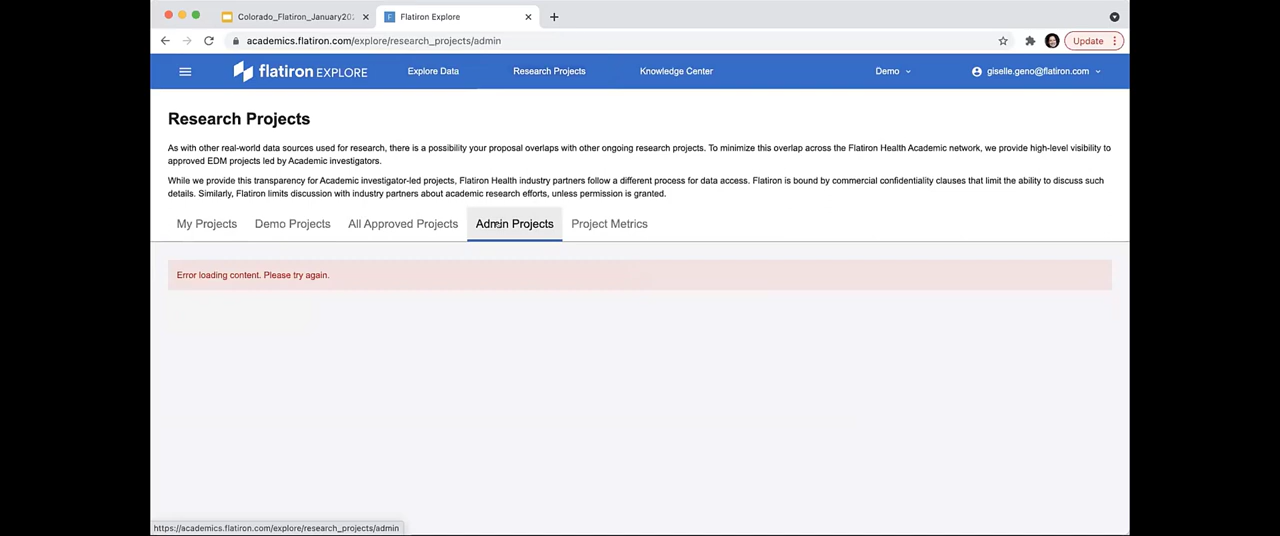 Colorado_Flatiron_January202
Flatiron Explore
academics.flatiron.com/explore/research_projects/admin
Update
flatiron EXPLORE
Explore Data
Research Projects
Knowledge Center
Demo
giselle.geno@flatiron.com
Research Projects
As with other real-world data sources used for research, there is a possibility your proposal overlaps with other ongoing research projects. To minimize this overlap across the Flatiron Health Academic network, we provide high-level visibility to
approved EDM projects led by Academic investigators.
While we provide this transparency for Academic investigator-led projects, Flatiron Health industry partners follow a different process for data access. Flatiron is bound by commercial confidentiality clauses that limit the ability to discuss such
details. Similarly, Flatiron limits discussion with industry partners about academic research efforts, unless permission is granted.
My Projects
Demo Projects
All Approved Projects
Admin Projects
Project Metrics
Error loading content. Please try again.
https://academics.flatiron.com/explore/research_projects/admin